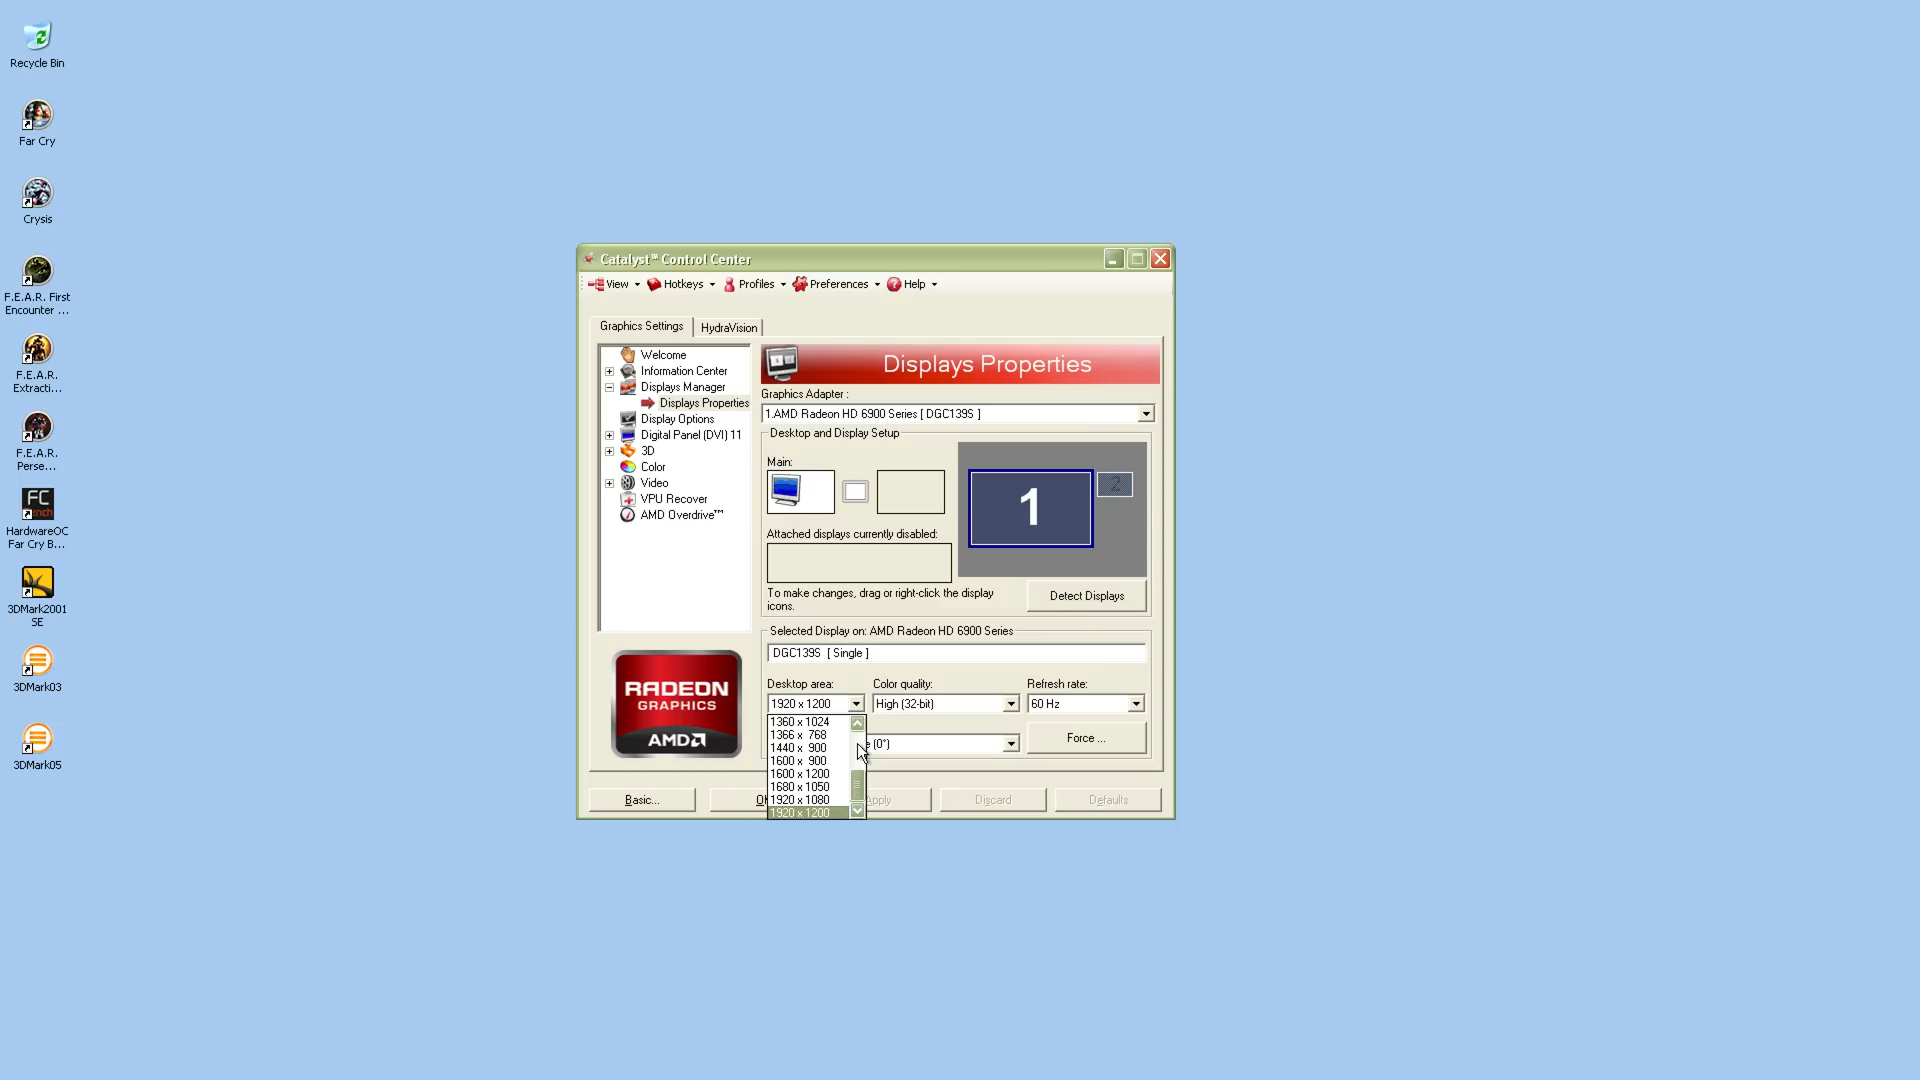 Recycle Bin
Far Cry
Crysis
F.E.A.R. First
Encounter ...
F.E.A.R.
Extracti...
F.E.A.R.
Perse...
FC
HardwareOC
Far Cry B...
3DMark2001
SE
3DMark03
3DMark05
Catalyst™ Control Center
View
Hotkeys
Profiles
Preferences
Help
Graphics Settings
HydraVision
Welcome
Information Center
Displays Manager
Displays Properties
Display Options
Digital Panel (DVI) 11
3D
Color
Video
VPU Recover
AMD Overdrive™
RADEON
GRAPHICS
AMD
Displays Properties
Graphics Adapter :
1.AMD Radeon HD 6900 Series [ DGC139S ]
Desktop and Display Setup
Main:
1
2
Attached displays currently disabled:
To make changes, drag or right-click the display
icons.
Detect Displays
Selected Display on: AMD Radeon HD 6900 Series
DGC139S [ Single ]
Desktop area:
Color quality:
Refresh rate:
1920 x 1200
High (32-bit)
60 Hz
1360 x 1024
1366 x 768
1440 x 900
1600 x 900
1600 x 1200
1680 x 1050
1920 x 1080
1920 x 1200
(0°)
Force ...
Basic...
Apply
Discard
Defaults